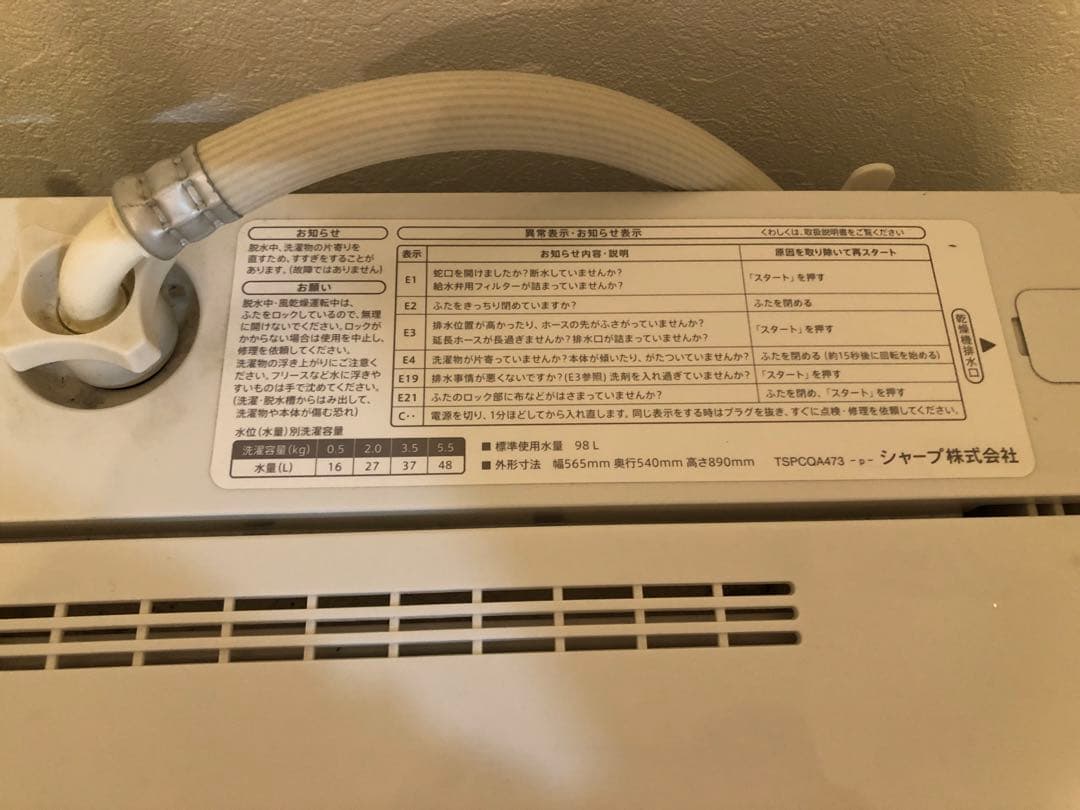 お知らせ
脱水中、洗濯物の片寄りを
直すため、すすぎをすることが
あります。(故障ではありません)
お願い
脱水中・風乾燥運転中は、
ふたをロックしているので、無理
に開けないでください。ロックが
かからない場合は使用を中止し、
修理を依頼してください。
洗濯物の浮き上がりにご注意く
ださい。フリースなど水に浮きや
すいものは手で沈めてください。
(洗濯・脱水槽からはみ出して、
洗濯物や本体が傷む恐れ)
異常表示・お知らせ表示 くわしくは、取扱説明書をご覧ください
表示 お知らせ内容・説明 原因を取り除いて再スタート
E1 蛇口を開けましたか?断水していませんか?
給水弁用フィルターが詰まっていませんか? 「スタート」を押す
E2 ふたをきっちり閉めていますか? ふたを閉める
E3 排水位置が高かったり、ホースの先がふさがっていませんか?
延長ホースが長過ぎませんか?排水口が詰まっていませんか? 「スタート」を押す
E4 洗濯物が片寄っていませんか?本体が傾いたり、がたついていませんか? ふたを閉める (約15秒後に回転を始める)
E19 排水事情が悪くないですか?(E3参照) 洗剤を入れ過ぎていませんか? 「スタート」を押す
E21 ふたのロック部に布などがはさまっていませんか? ふたを閉め、「スタート」を押す
C・・ 電源を切り、1分ほどしてから入れ直します。同じ表示をする時はプラグを抜き、すぐに点検・修理を依頼してください。
乾燥機排水口
水位(水量)別洗濯容量
洗濯容量(kg) 0.5 2.0 3.5 5.5
水量(L) 16 27 37 48
■ 標準使用水量 98 L
■ 外形寸法 幅565mm 奥行540mm 高さ890mm TSPCQA473 -p- シャープ株式会社